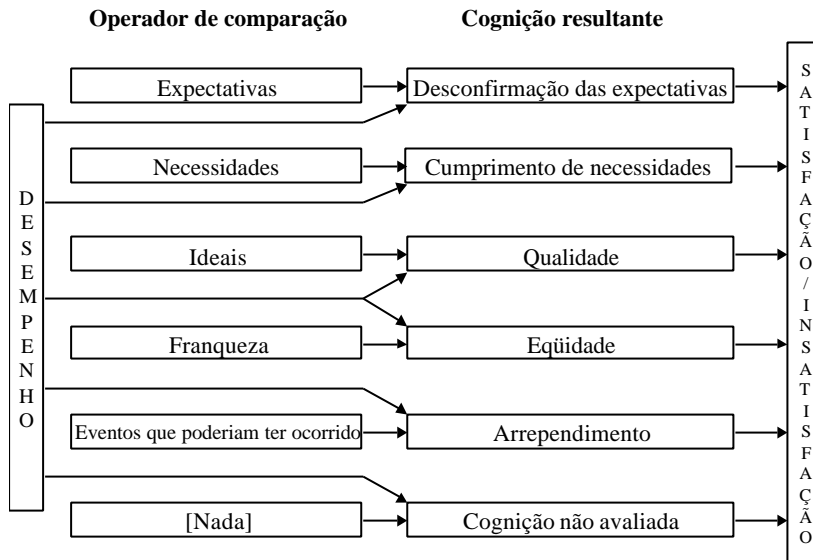 Operador de comparação
Cognição resultante
Expectativas
Desconfirmação das expectativas
Necessidades
Cumprimento de necessidades
Ideais
Qualidade
Franqueza
Eqüidade
Eventos que poderiam ter ocorrido
Arrependimento
[Nada]
Cognição não avaliada
DESEMPENHO
SATISFAÇÃO/INSATISFAÇÃO